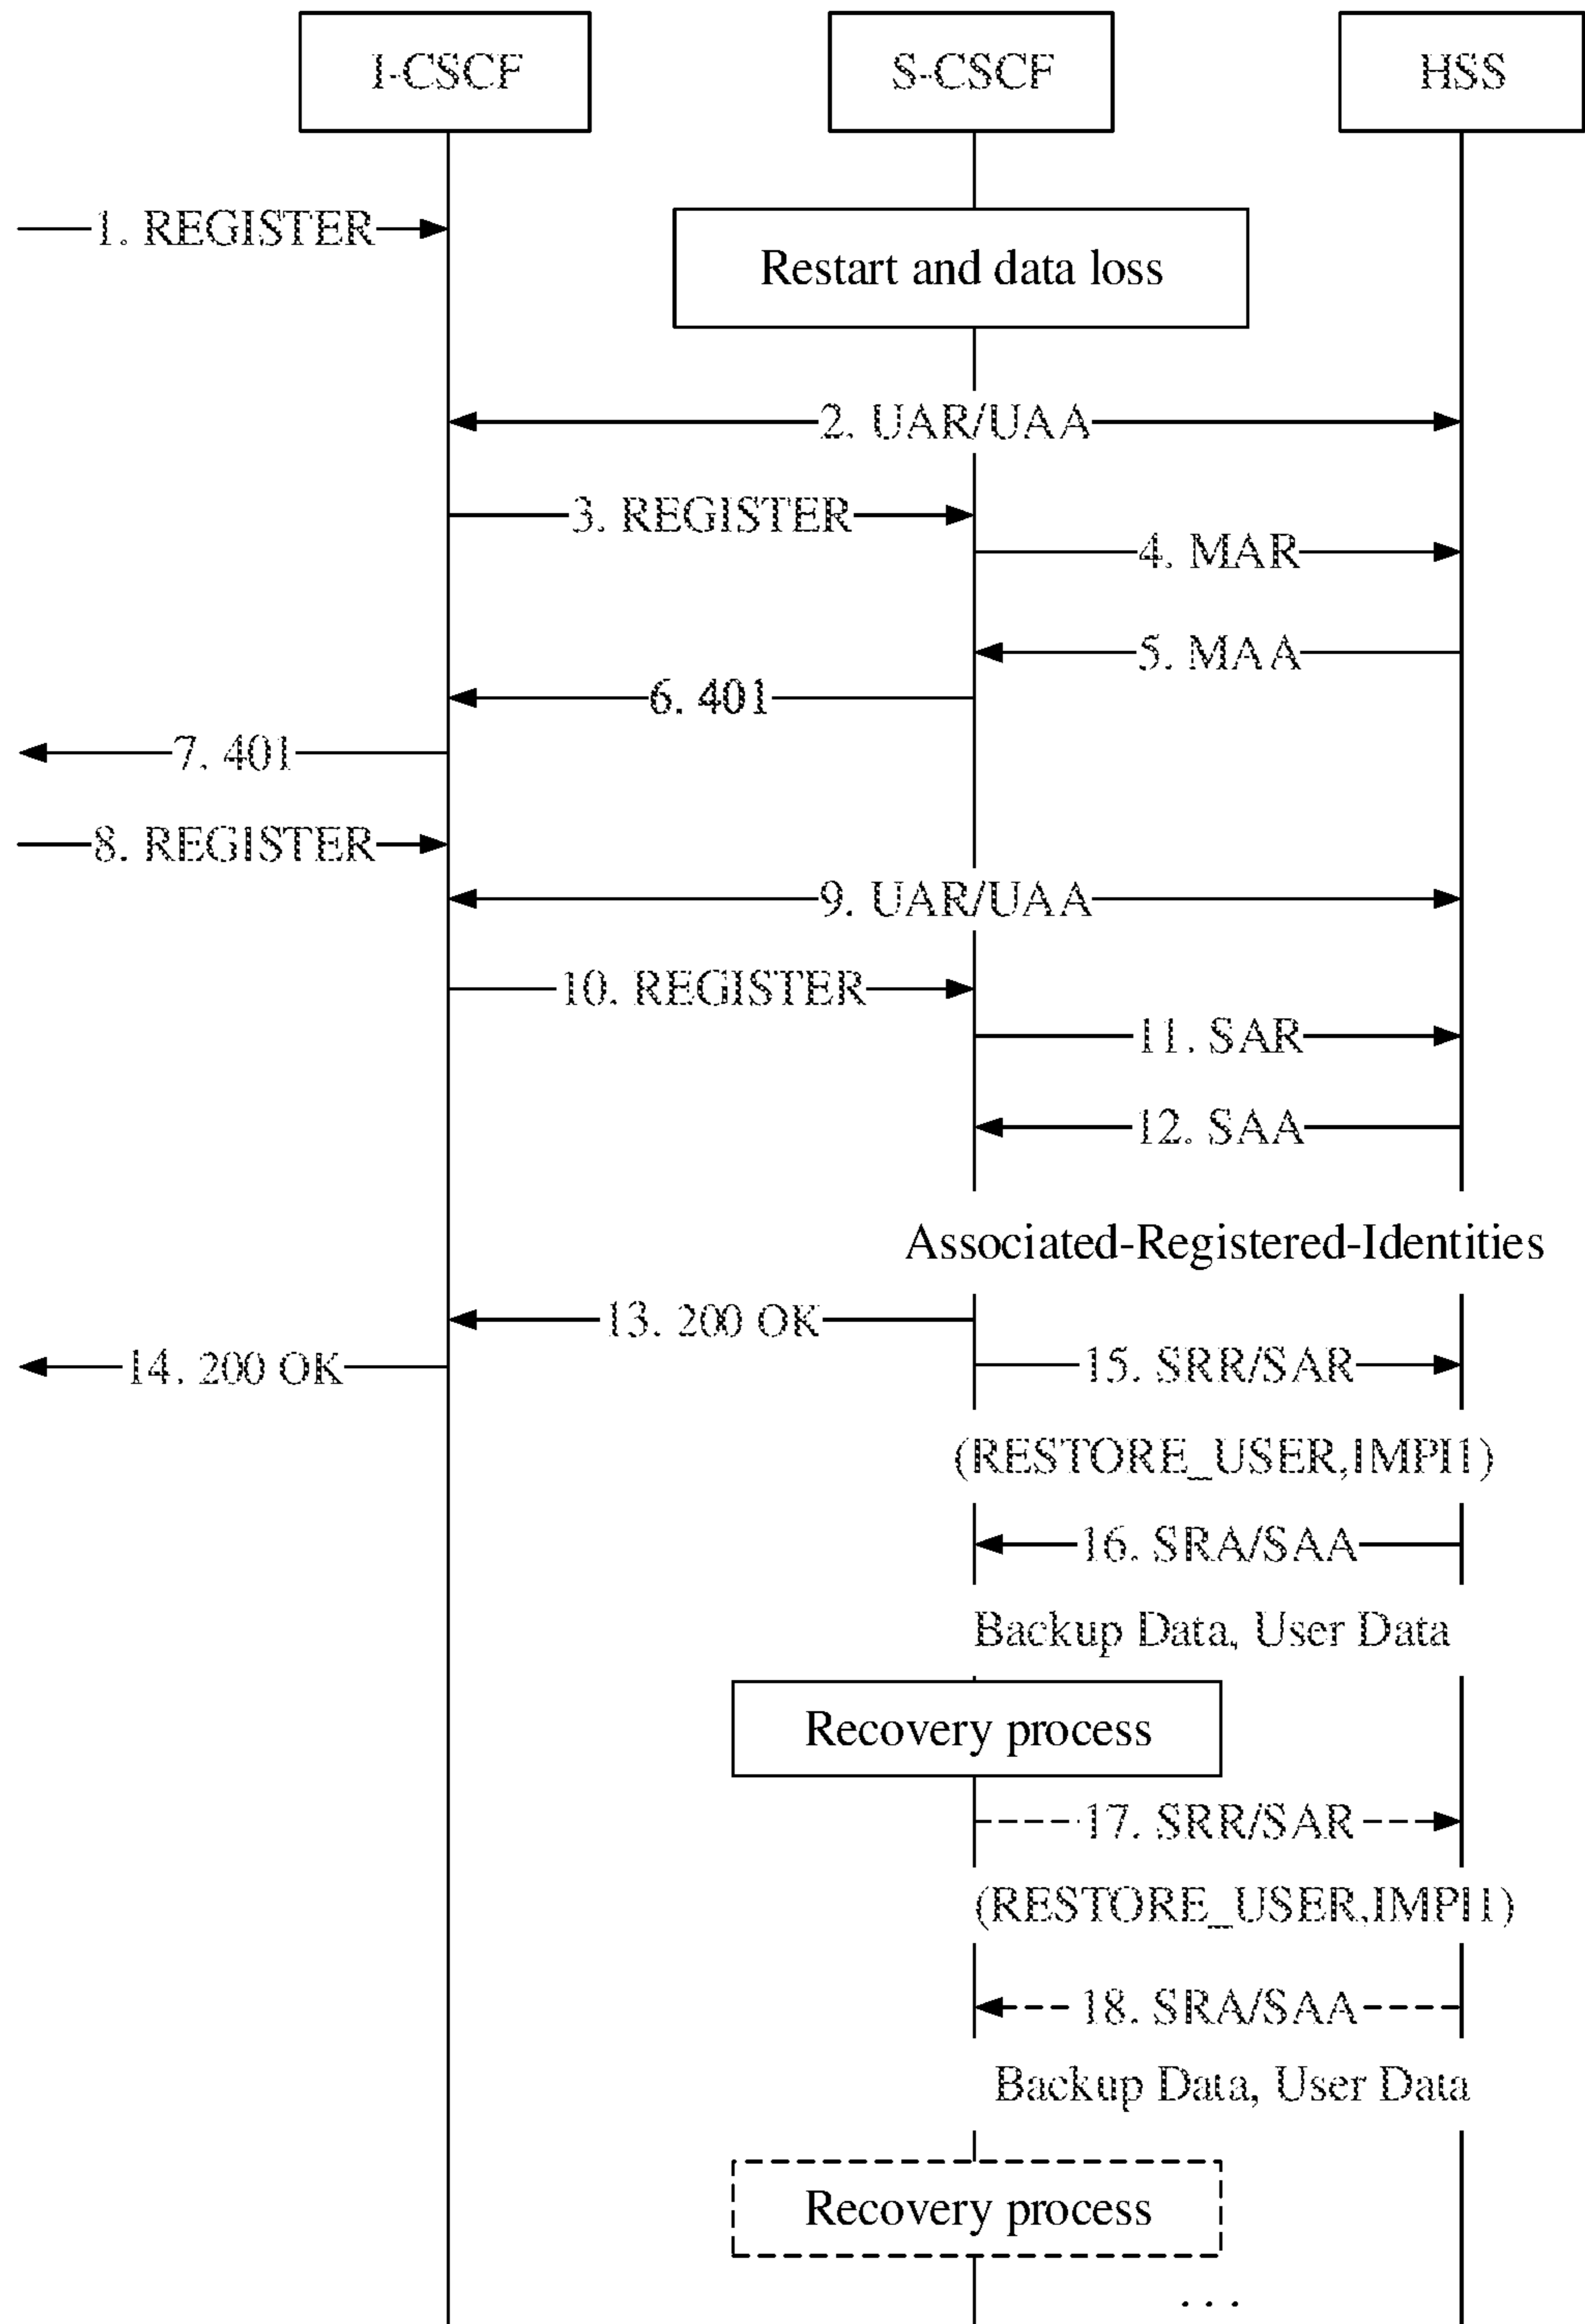 I-CSCF
S-CSCF
HSS
1. REGISTER
Restart and data loss
2. UAR/UAA
3. REGISTER
4. MAR
5. MAA
6. 401
7. 401
8. REGISTER
9. UAR/UAA
10. REGISTER
11. SAR
12. SAA
Associated-Registered-Identities
13. 200 OK
14. 200 OK
15. SRR/SAR
(RESTORE_USER,IMPI1)
16. SRA/SAA
Backup Data, User Data
Recovery process
17. SRR/SAR
(RESTORE_USER,IMPI1)
18. SRA/SAA
Backup Data, User Data
Recovery process
. . .